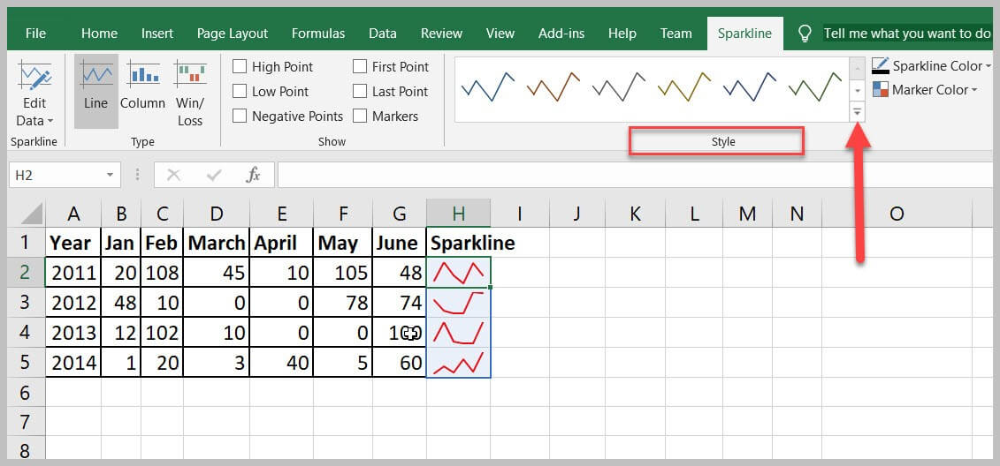 File Home Insert Page Layout Formulas Data Review View Add-ins Help Team Sparkline Tell me what you want to do
Edit
Data
Line
Column
Win/
Loss
High Point
First Point
Low Point
Last Point
Negative Points
Markers
Sparkline Color
Marker Color
Sparkline
Type
Show
Style
H2
fx
A B C D E F G H I J K L M N O
1 Year Jan Feb March April May June Sparkline
2 2011 20 108 45 10 105 48
3 2012 48 10 0 0 78 74
4 2013 12 102 10 0 0 100
5 2014 1 20 3 40 5 60
6
7
8